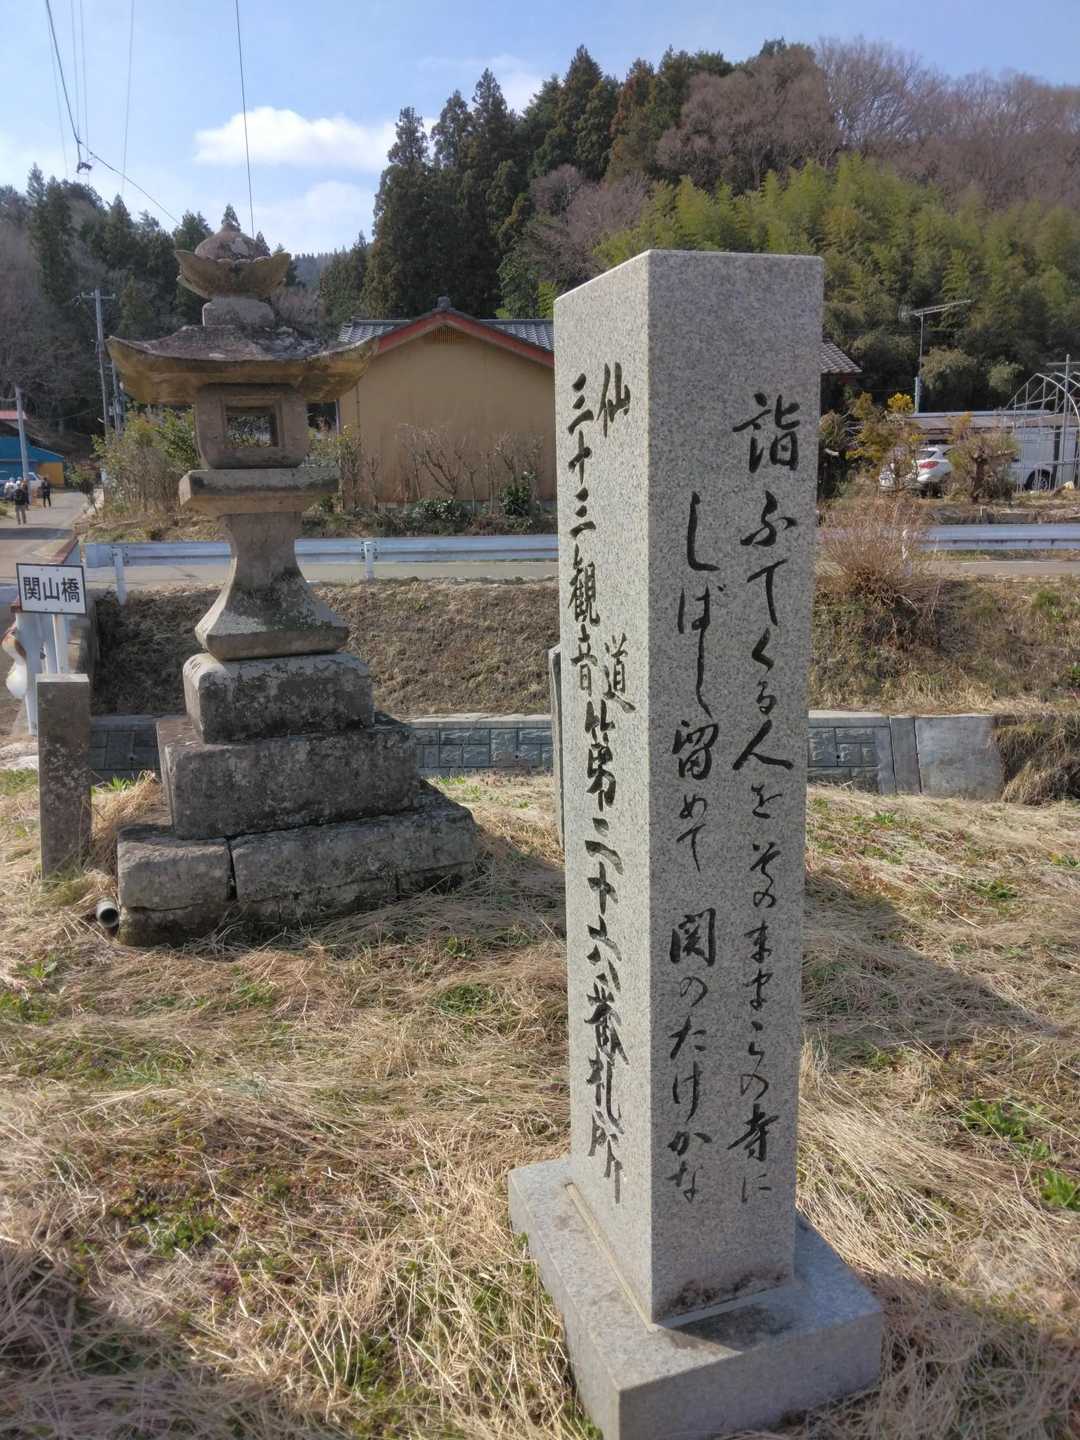 関山橋
仙道
三十三観音第二十六番札所
詣ふてくる人をそのままこの寺に
しばし留めて関のたけかな